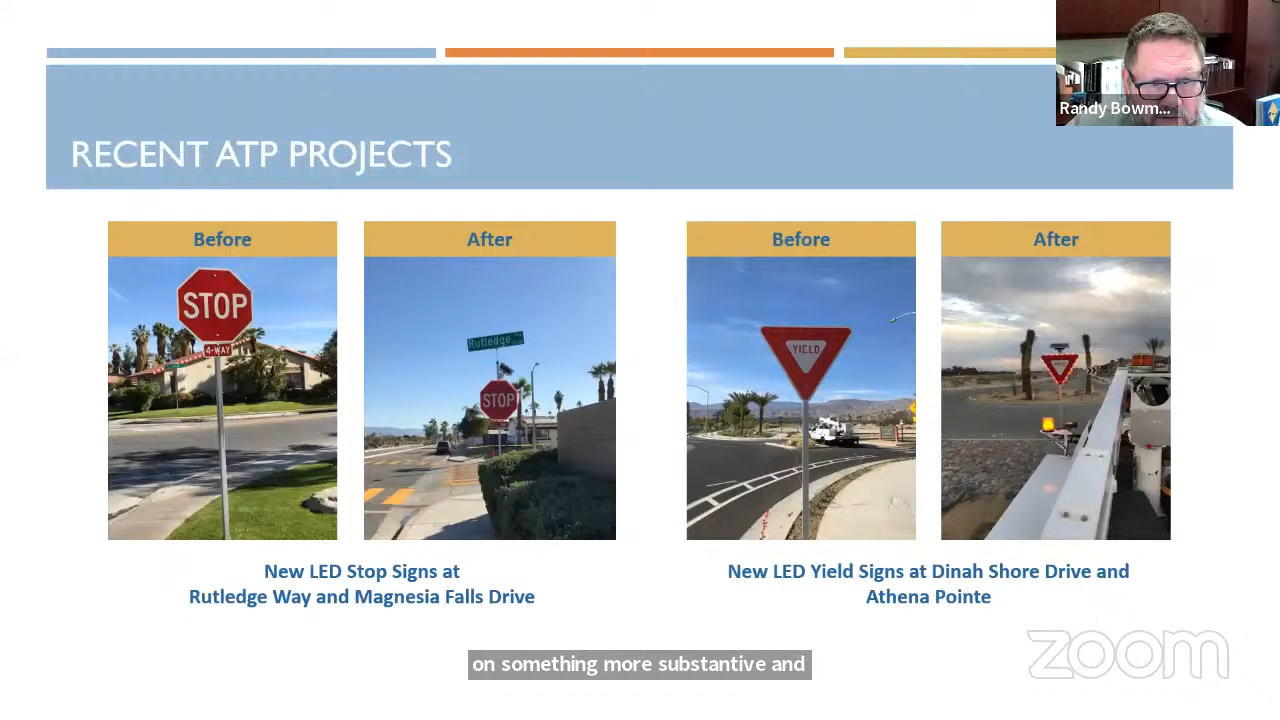 Randy Bowm...
RECENT ATP PROJECTS
Before
After
Before
After
STOP
4-WAY
Rutledge
STOP
YIELD
YIELD
New LED Stop Signs at
Rutledge Way and Magnesia Falls Drive
New LED Yield Signs at Dinah Shore Drive and
Athena Pointe
on something more substantive and
zoom